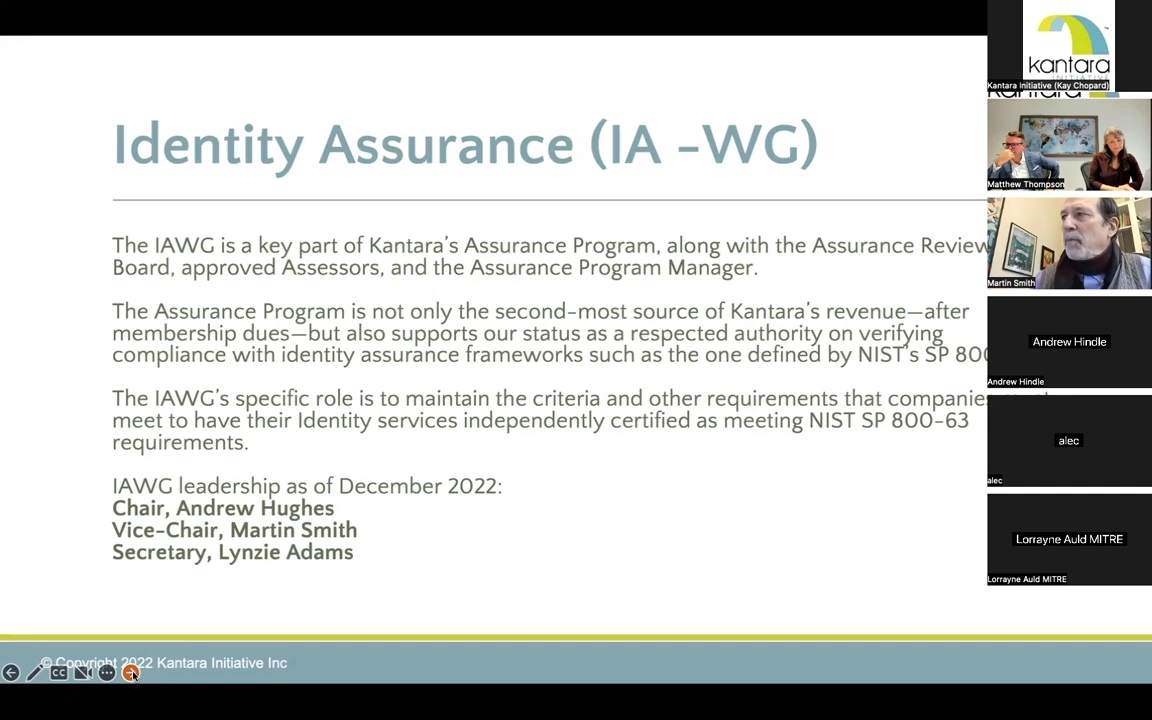 Identity Assurance (IA -WG)
The IAWG is a key part of Kantara's Assurance Program, along with the Assurance Review
Board, approved Assessors, and the Assurance Program Manager.
The Assurance Program is not only the second-most source of Kantara's revenue—after
membership dues—but also supports our status as a respected authority on verifying
compliance with identity assurance frameworks such as the one defined by NIST's SP 800
The IAWG's specific role is to maintain the criteria and other requirements that companies
meet to have their Identity services independently certified as meeting NIST SP 800-63
requirements.
IAWG leadership as of December 2022:
Chair, Andrew Hughes
Vice-Chair, Martin Smith
Secretary, Lynzie Adams
© Copyright 2022 Kantara Initiative Inc
CC
kantara
INITIATIVE
Kantara Initiative (Kay Chopard)
Matthew Thompson
Martin Smith
Andrew Hindle
Andrew Hindle
alec
alec
Lorrayne Auld MITRE
Lorrayne Auld MITRE